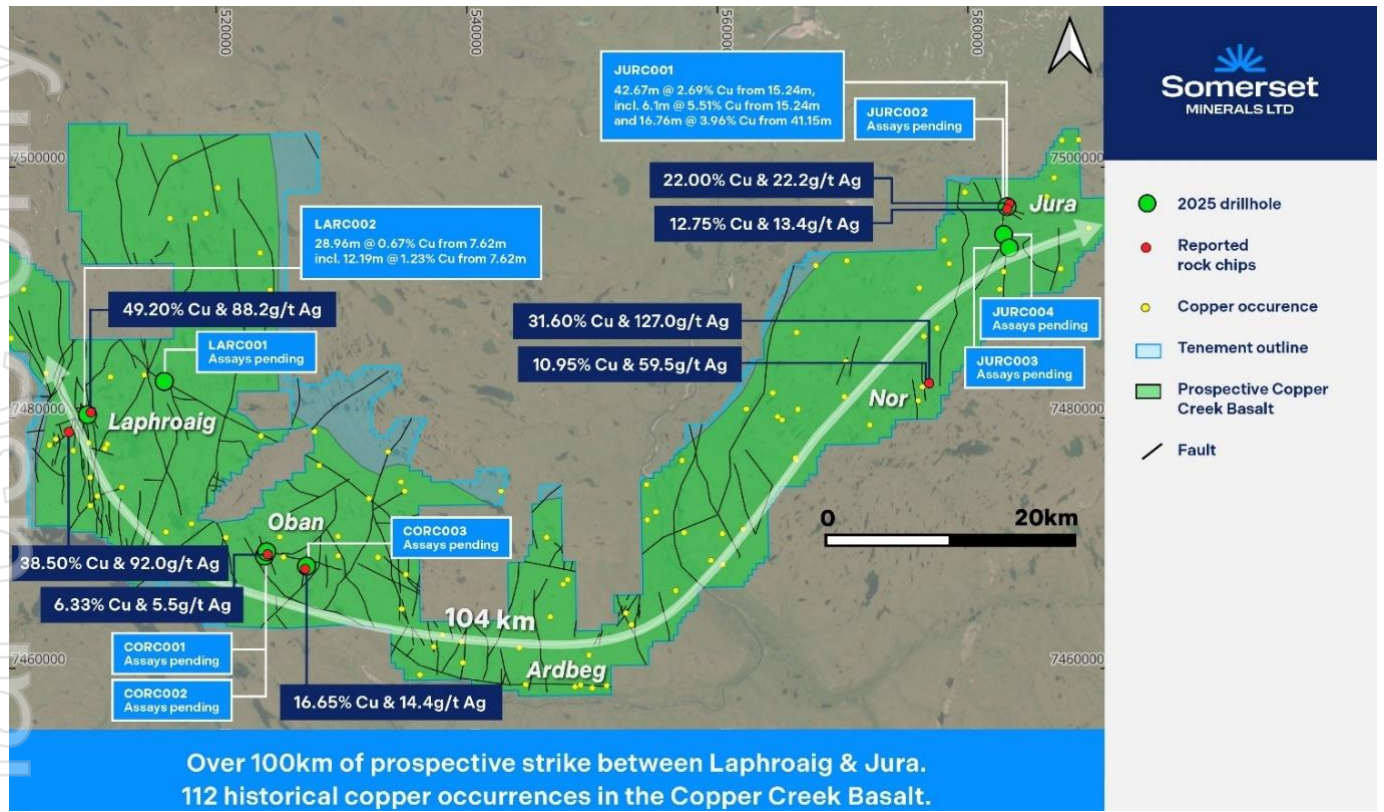 520000
540000
560000
580000
7500000
7500000
7480000
7480000
7460000
7460000
JURC001
42.67m @ 2.69% Cu from 15.24m,
incl. 6.1m @ 5.51% Cu from 15.24m
and 16.76m @ 3.96% Cu from 41.15m
JURC002
Assays pending
22.00% Cu & 22.2g/t Ag
12.75% Cu & 13.4g/t Ag
Jura
LARC002
28.96m @ 0.67% Cu from 7.62m
incl. 12.19m @ 1.23% Cu from 7.62m
49.20% Cu & 88.2g/t Ag
LARC001
Assays pending
31.60% Cu & 127.0g/t Ag
10.95% Cu & 59.5g/t Ag
JURC004
Assays pending
JURC003
Assays pending
Nor
Laphroaig
Oban
CORC003
Assays pending
38.50% Cu & 92.0g/t Ag
6.33% Cu & 5.5g/t Ag
CORC001
Assays pending
CORC002
Assays pending
16.65% Cu & 14.4g/t Ag
104 km
Ardbeg
0 20km
Over 100km of prospective strike between Laphroaig & Jura.
112 historical copper occurrences in the Copper Creek Basalt.
Somerset
MINERALS LTD
2025 drillhole
Reported
rock chips
Copper occurence
Tenement outline
Prospective Copper
Creek Basalt
Fault